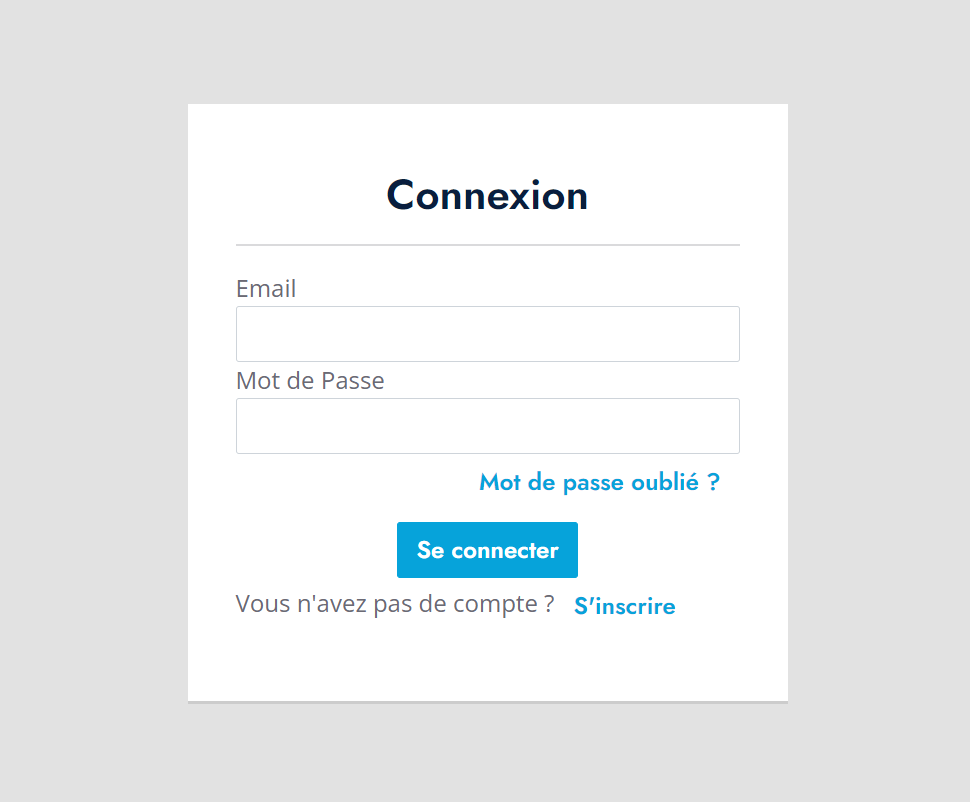 Connexion
Email
Mot de Passe
Mot de passe oublié ?
Se connecter
Vous n'avez pas de compte ? S'inscrire